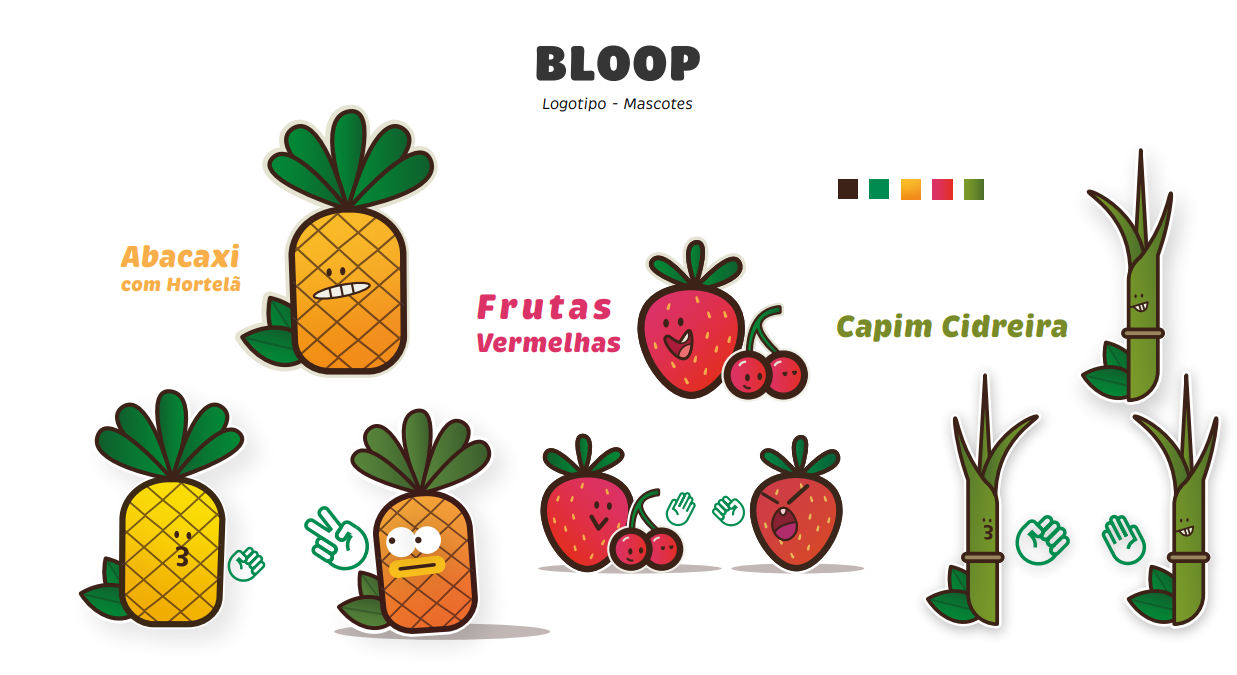 BLOOP
Logotipo - Mascotes
Abacaxi
com Hortelã
Frutas
Vermelhas
Capim Cidreira